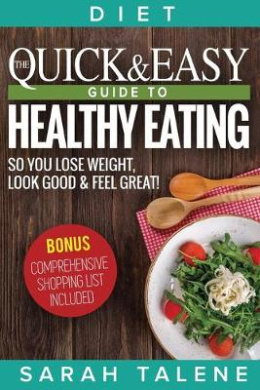 DIET
THE QUICK & EASY
GUIDE TO
HEALTHY EATING
SO YOU LOSE WEIGHT,
LOOK GOOD & FEEL GREAT!
BONUS
COMPREHENSIVE
SHOPPING LIST
INCLUDED
SARAH TALENE